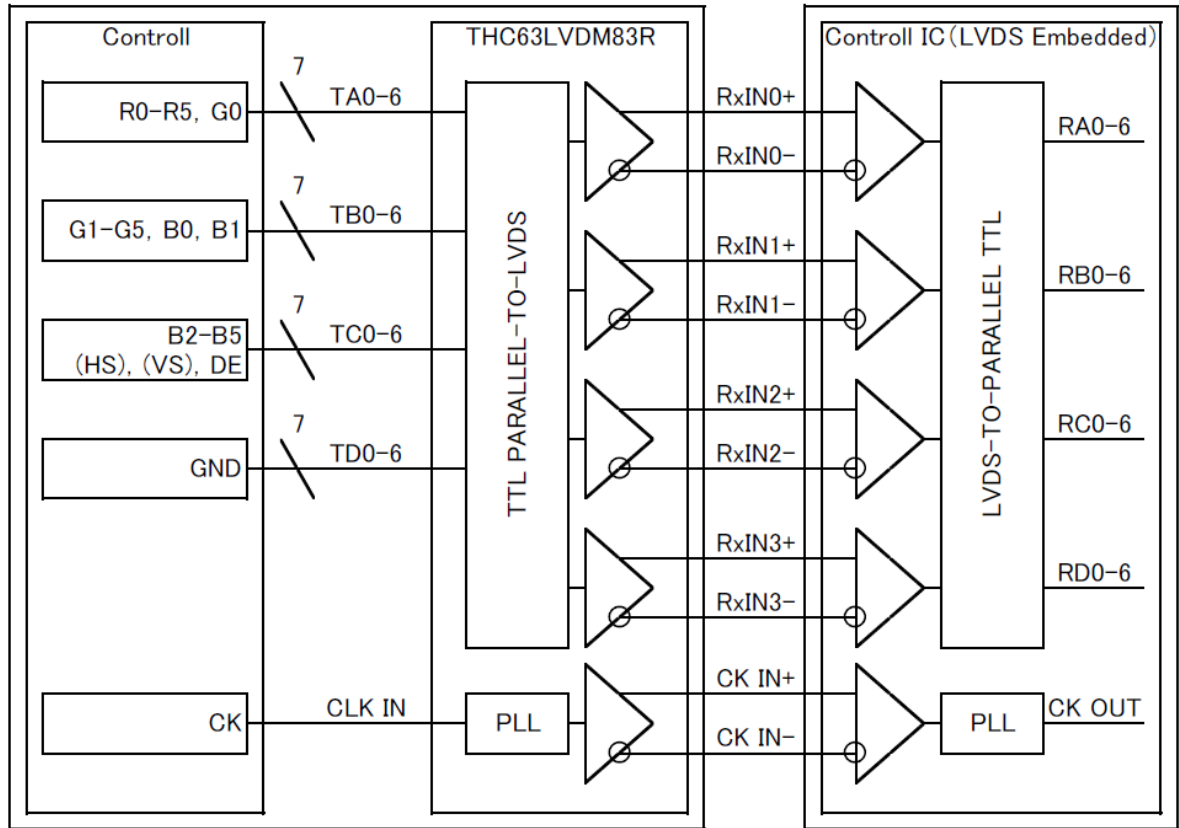 Controll
THC63LVDM83R
Controll IC(LVDS Embedded)
R0-R5, G0
7
TA0-6
G1-G5, B0, B1
7
TB0-6
B2-B5
(HS), (VS), DE
7
TC0-6
GND
7
TD0-6
CK
CLK IN
TTL PARALLEL-TO-LVDS
PLL
RxIN0+
RxIN0-
RxIN1+
RxIN1-
RxIN2+
RxIN2-
RxIN3+
RxIN3-
CK IN+
CK IN-
LVDS-TO-PARALLEL TTL
PLL
RA0-6
RB0-6
RC0-6
RD0-6
CK OUT